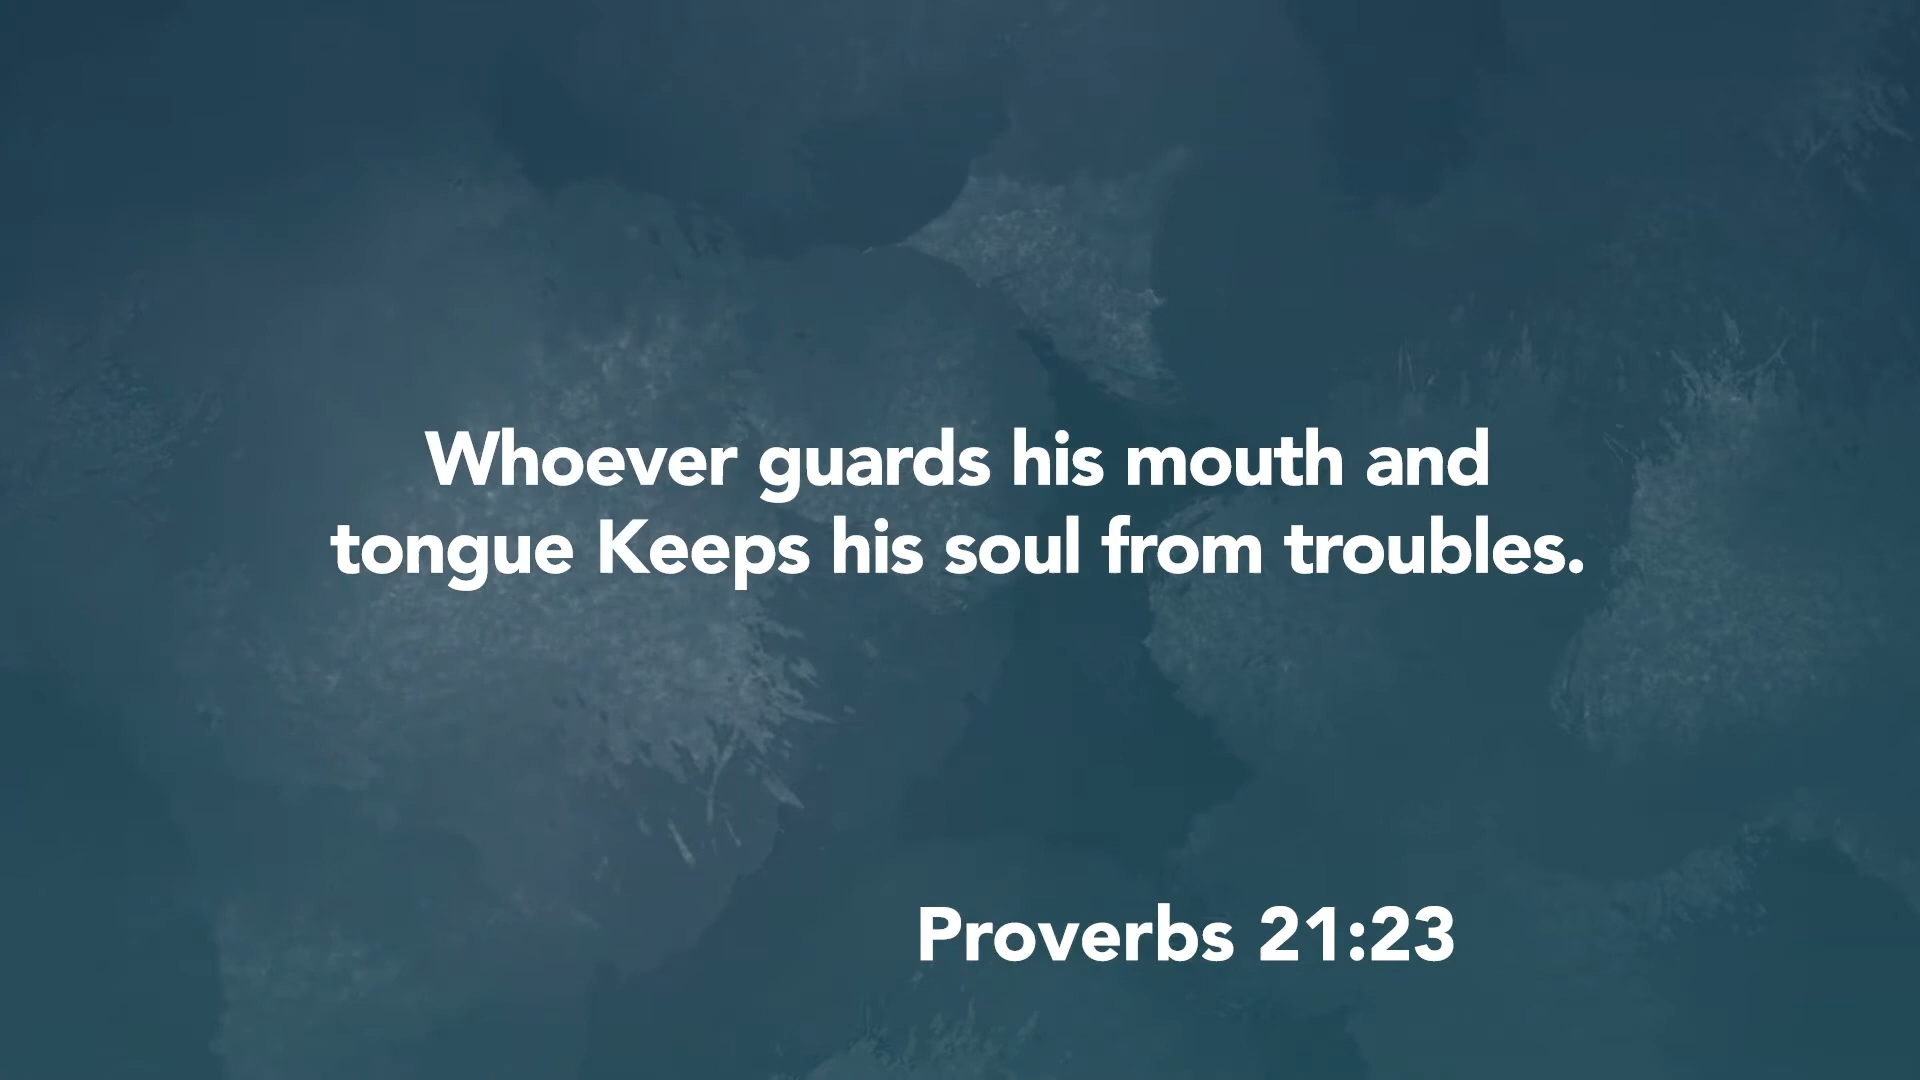 Whoever guards his mouth and
tongue Keeps his soul from troubles.
Proverbs 21:23